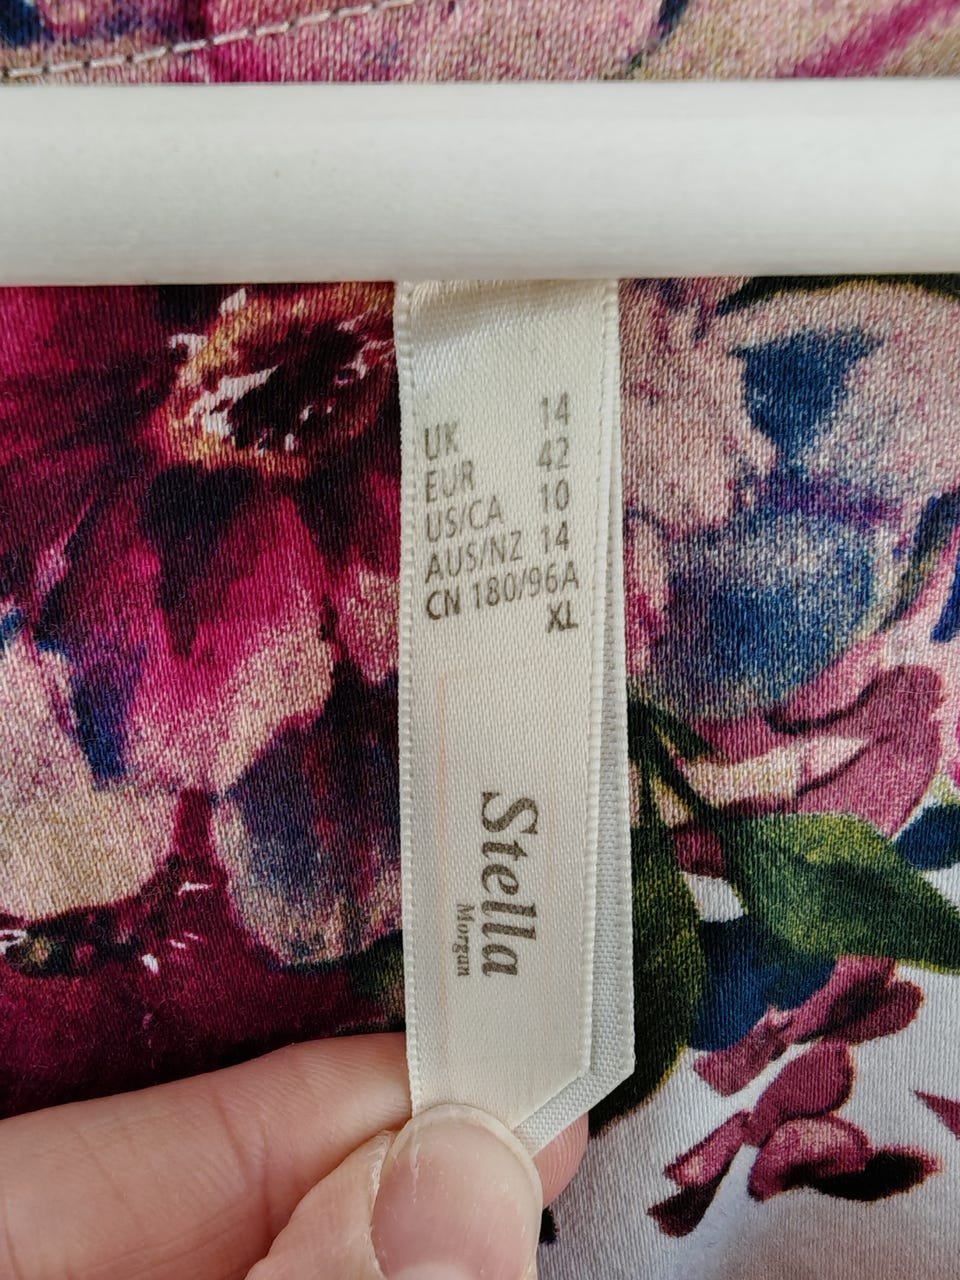 UK 14
EUR 42
US/CA 10
AUS/NZ 14
CN 180/96A
XL
Stella
Morgan